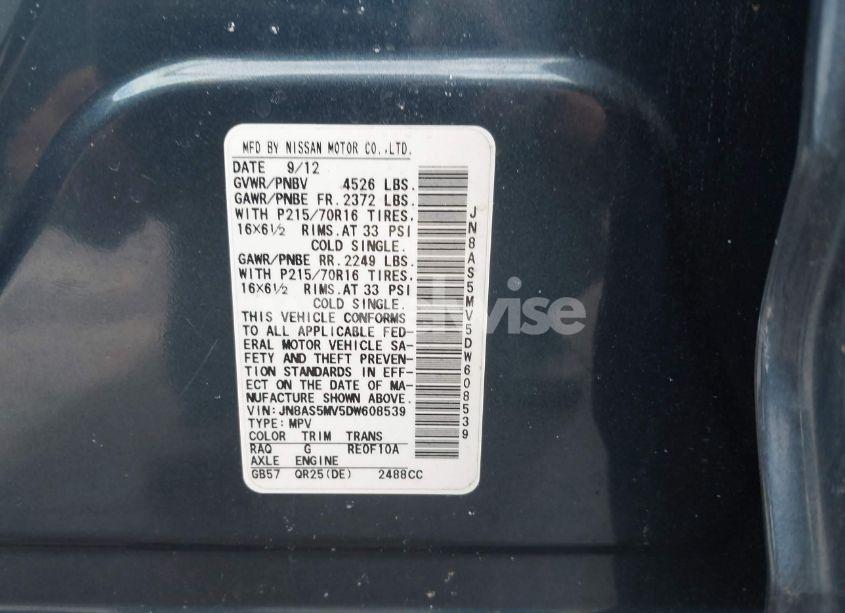 MFD BY NISSAN MOTOR CO.,LTD.
DATE 9/12
GVWR/PNBV 4526 LBS.
GAWR/PNBE FR. 2372 LBS.
WITH P215/70R16 TIRES.
16×6½ RIMS. AT 33 PSI
COLD SINGLE.
GAWR/PNBE RR. 2249 LBS.
WITH P215/70R16 TIRES.
16×6½ RIMS. AT 33 PSI
COLD SINGLE.
THIS VEHICLE CONFORMS
TO ALL APPLICABLE FED-
ERAL MOTOR VEHICLE SA-
FETY AND THEFT PREVEN-
TION STANDARDS IN EFF-
ECT ON THE DATE OF MA-
NUFACTURE SHOWN ABOVE.
VIN: JN8AS5MV5DW608539
TYPE: MPV
COLOR TRIM TRANS
RAQ G RE0F10A
AXLE ENGINE
GB57 QR25(DE) 2488CC
JN8AS5MV5DW608539